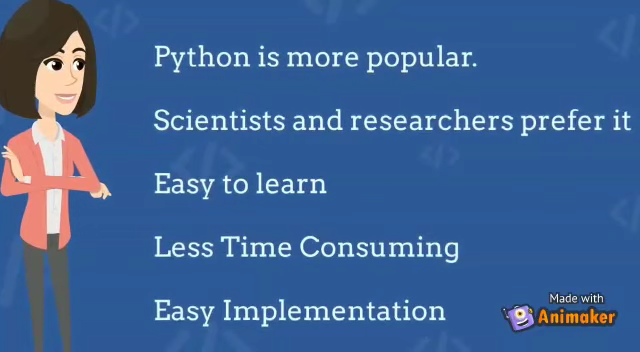 Python is more popular.
Scientists and researchers prefer it
Easy to learn
Less Time Consuming
Easy Implementation
Made with
Animaker